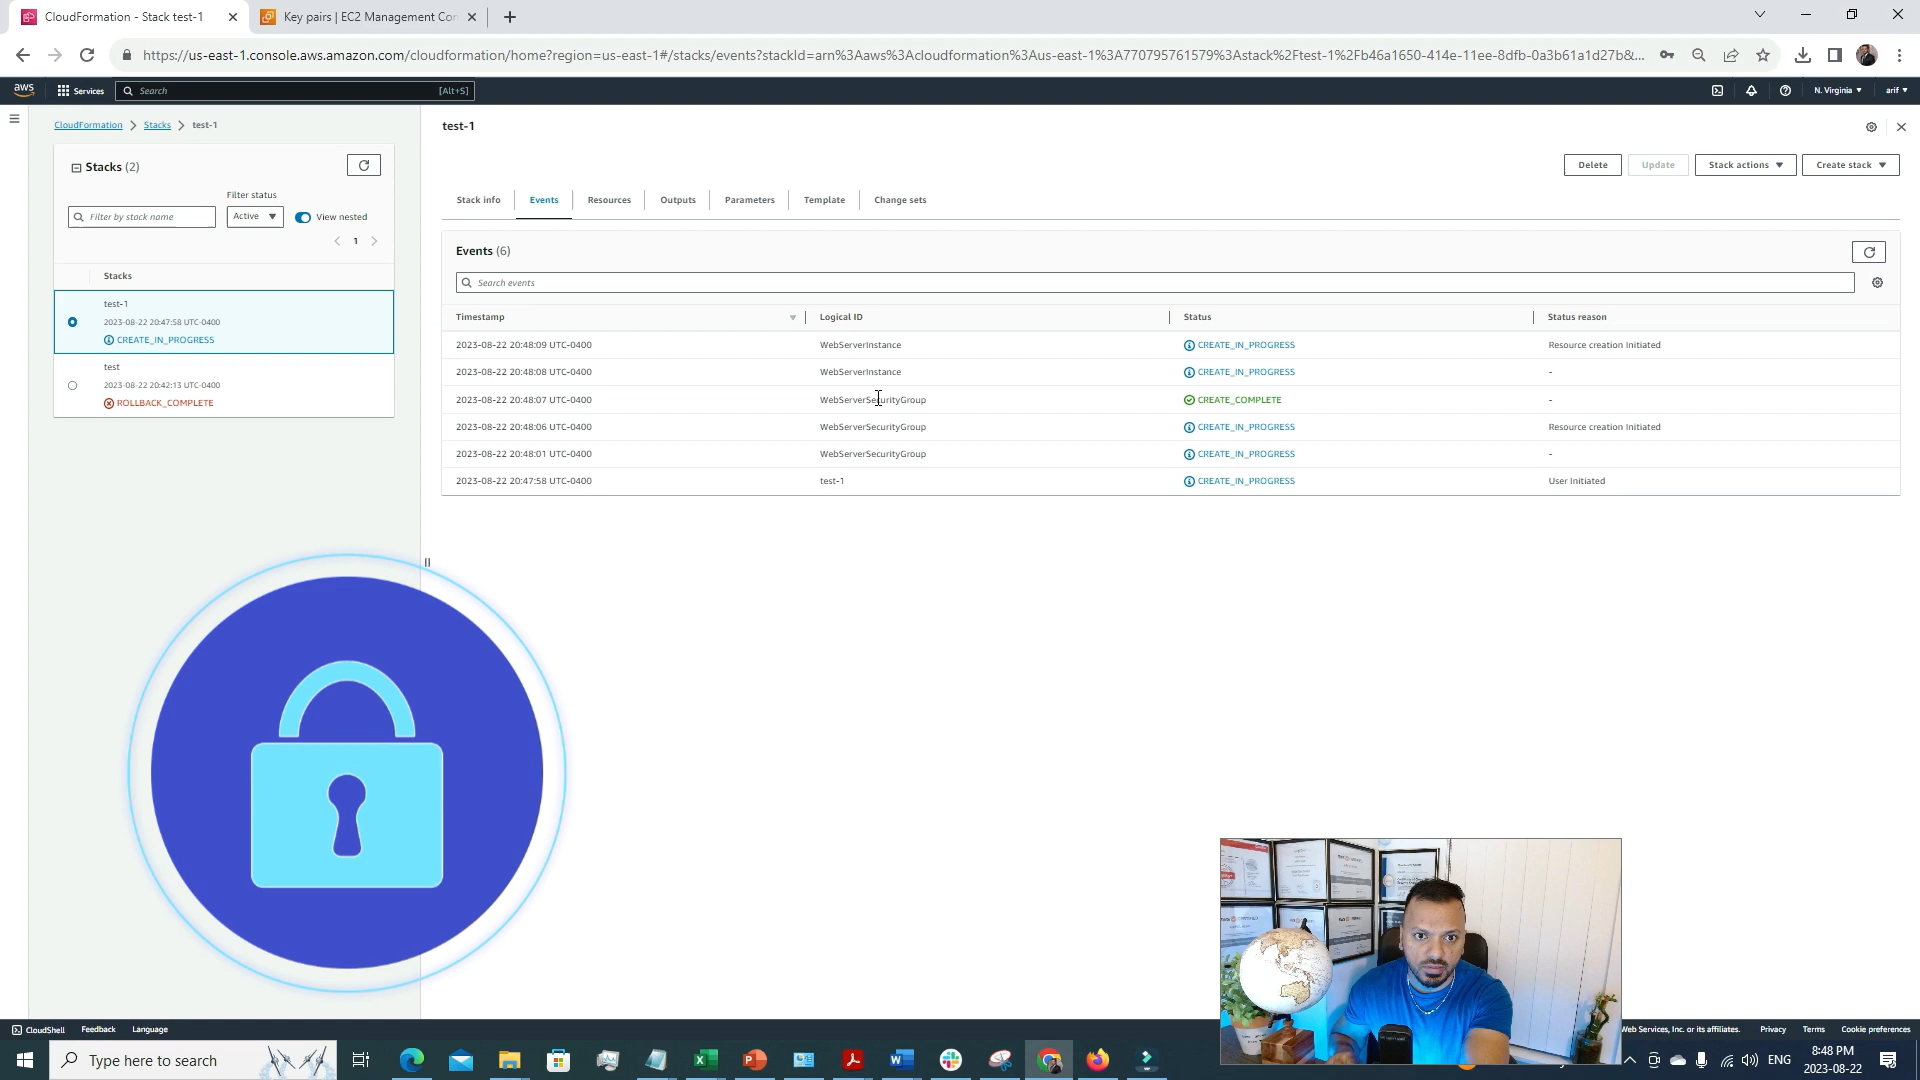 CloudFormation - Stack test-1
Key pairs | EC2 Management Con
https://us-east-1.console.aws.amazon.com/cloudformation/home?region=us-east-1#/stacks/events?stackId=arn%3Aaws%3Acloudformation%3Aus-east-1%3A770795761579%3Astack%2Ftest-1%2Fb46a1650-414e-11ee-8dfb-0a3b61a1d27b&...
aws Services Search [Alt+S] N. Virginia arif
CloudFormation > Stacks > test-1
Stacks (2)
Filter status
Filter by stack name Active View nested
1
Stacks
test-1
2023-08-22 20:47:58 UTC-0400
CREATE_IN_PROGRESS
test
2023-08-22 20:42:13 UTC-0400
ROLLBACK_COMPLETE
test-1
Delete Update Stack actions Create stack
Stack info Events Resources Outputs Parameters Template Change sets
Events (6)
Search events
Timestamp Logical ID Status Status reason
2023-08-22 20:48:09 UTC-0400 WebServerInstance CREATE_IN_PROGRESS Resource creation Initiated
2023-08-22 20:48:08 UTC-0400 WebServerInstance CREATE_IN_PROGRESS -
2023-08-22 20:48:07 UTC-0400 WebServerSecurityGroup CREATE_COMPLETE -
2023-08-22 20:48:06 UTC-0400 WebServerSecurityGroup CREATE_IN_PROGRESS Resource creation Initiated
2023-08-22 20:48:01 UTC-0400 WebServerSecurityGroup CREATE_IN_PROGRESS -
2023-08-22 20:47:58 UTC-0400 test-1 CREATE_IN_PROGRESS User Initiated
CloudShell Feedback Language Web Services, Inc. or its affiliates. Privacy Terms Cookie preferences
Type here to search
ENG
8:48 PM
2023-08-22